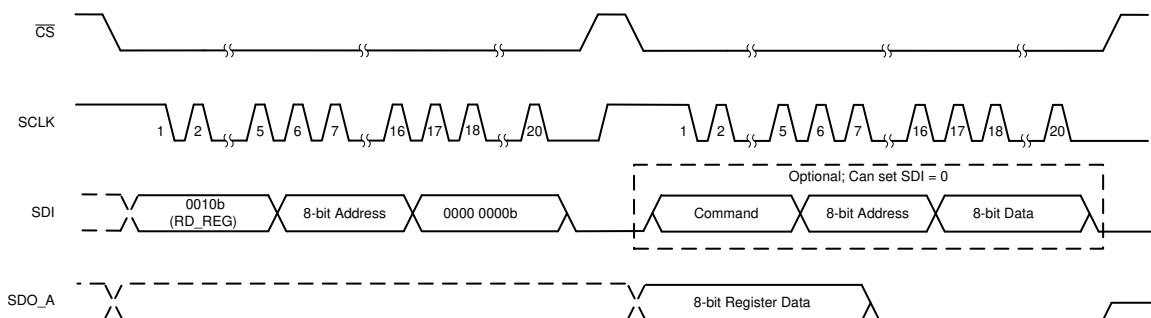 CS
SCLK
1 2 5 6 7 16 17 18 20 1 2 5 6 7 16 17 18 20
Optional; Can set SDI = 0
SDI
0010b
(RD_REG)
8-bit Address
0000 0000b
Command
8-bit Address
8-bit Data
SDO_A
8-bit Register Data